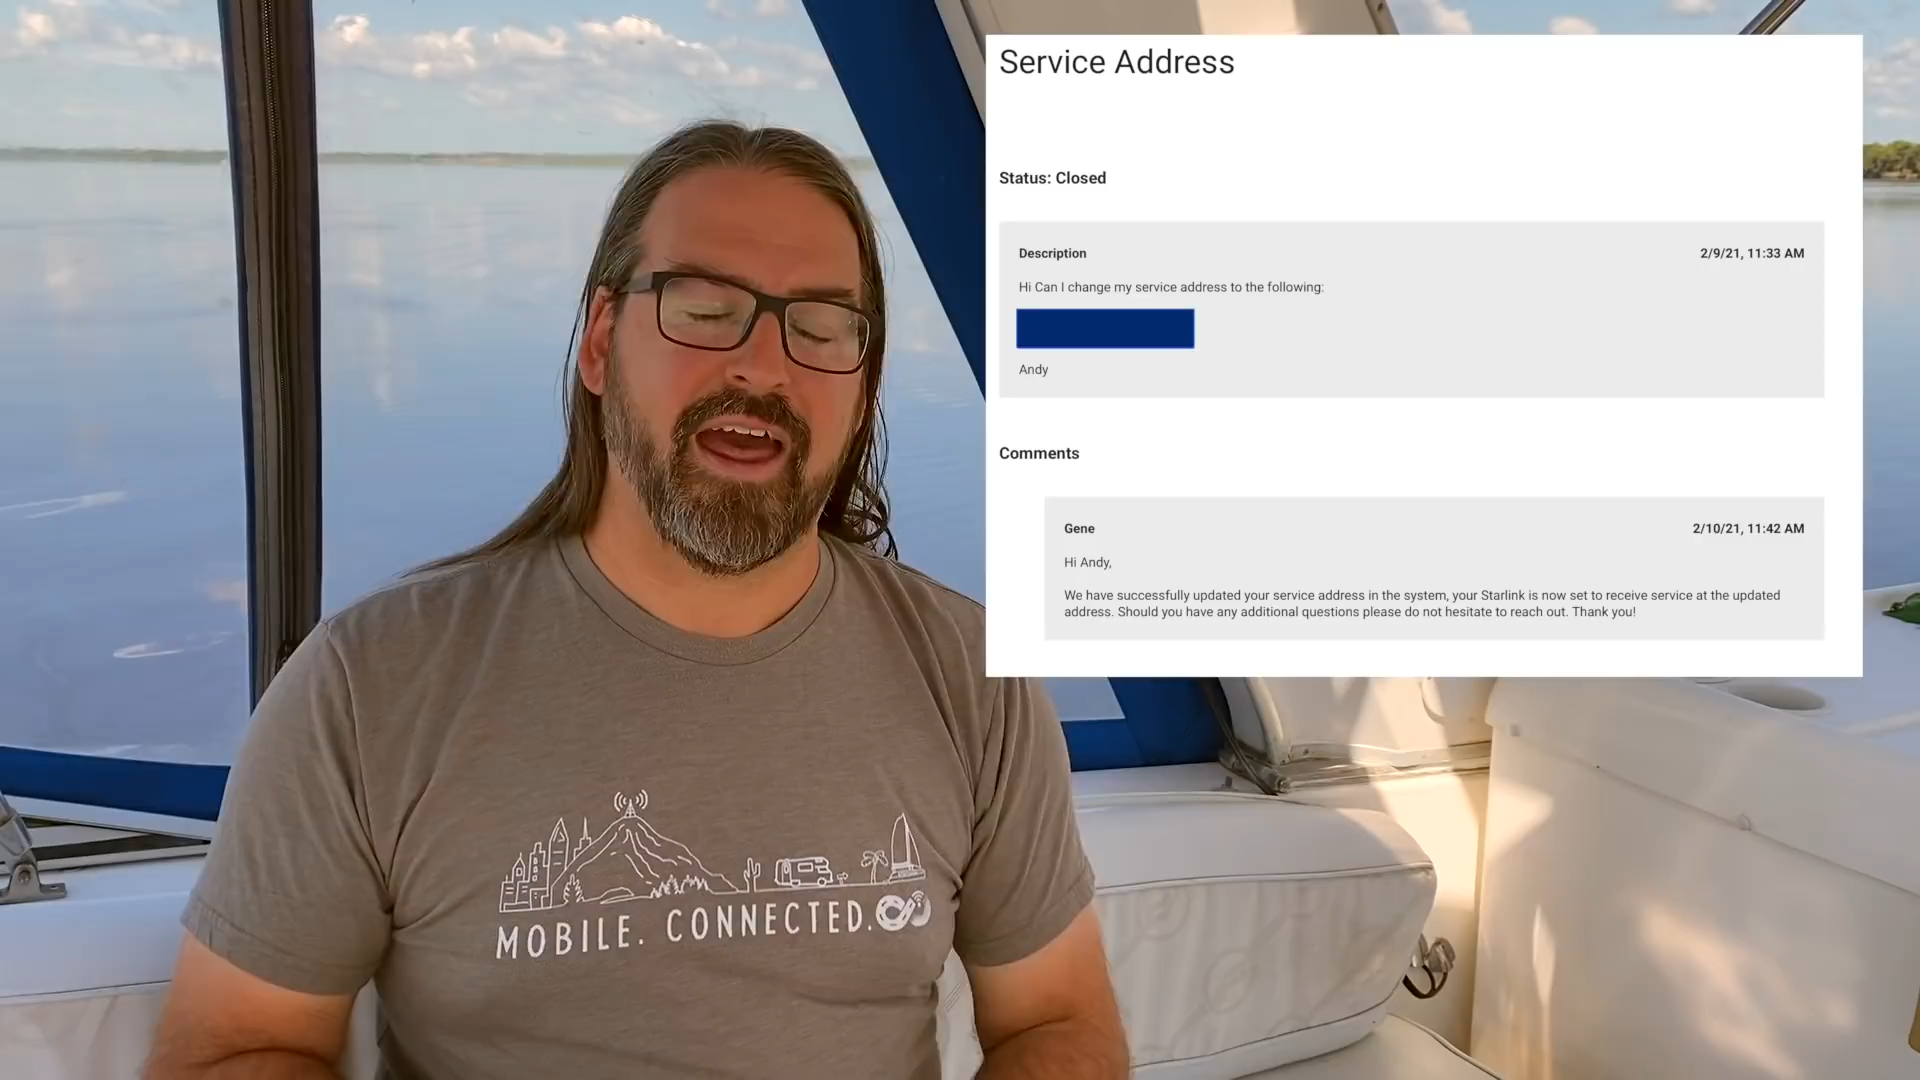 Service Address
Status: Closed
Description 2/9/21, 11:33 AM
Hi Can I change my service address to the following:
Andy
Comments
Gene 2/10/21, 11:42 AM
Hi Andy,
We have successfully updated your service address in the system, your Starlink is now set to receive service at the updated
address. Should you have any additional questions please do not hesitate to reach out. Thank you!
MOBILE. CONNECTED.